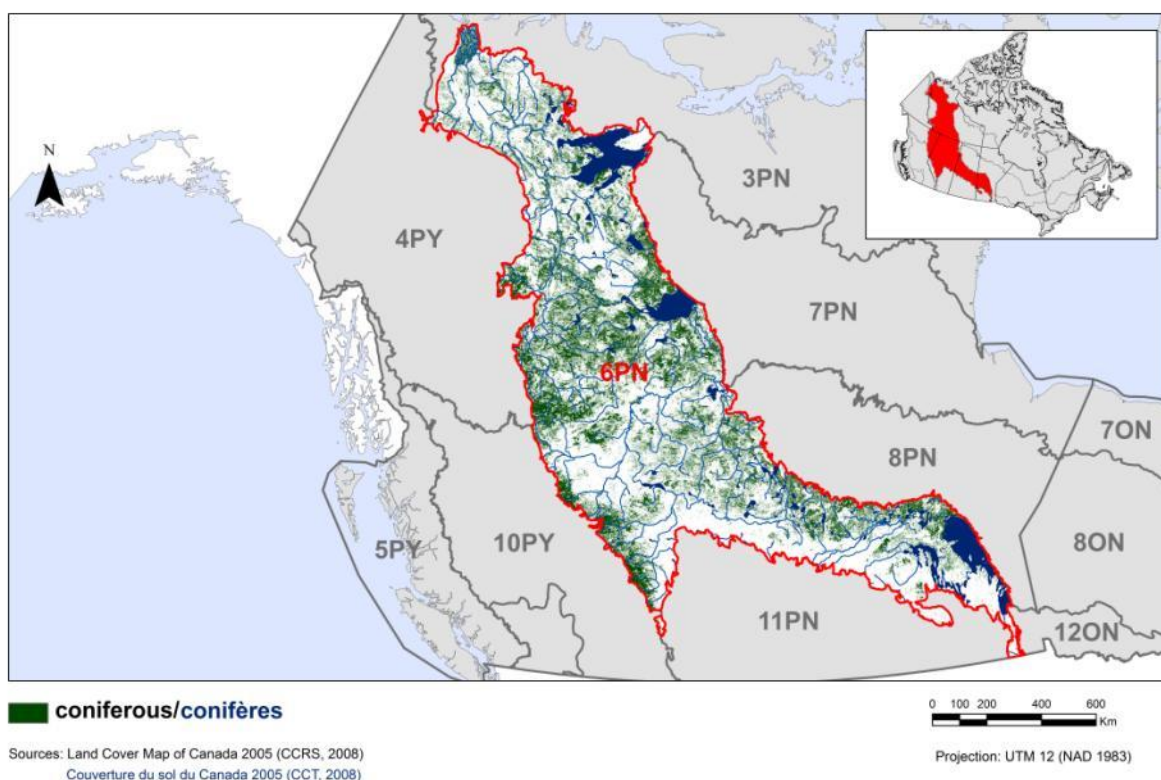 N
3PN
4PY
7PN
6PN
7ON
8PN
5PY
10PY
8ON
11PN
12ON
coniferous/conifères
0 100 200 400 600
Km
Sources: Land Cover Map of Canada 2005 (CCRS, 2008)
Couverture du sol du Canada 2005 (CCT, 2008)
Projection: UTM 12 (NAD 1983)